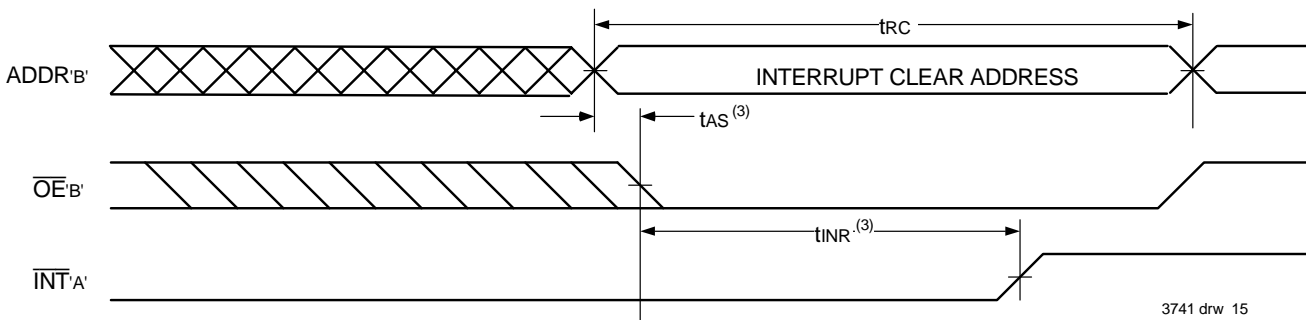 tRC
ADDR'B'
INTERRUPT CLEAR ADDRESS
tAS (3)
OE'B'
tINR (3)
INT'A'
3741 drw 15